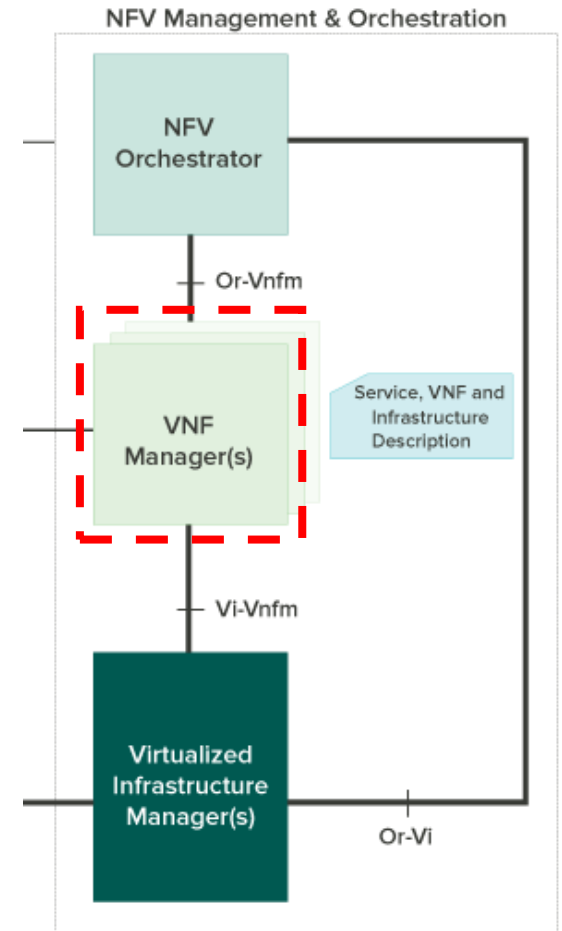 NFV Management & Orchestration
NFV
Orchestrator
Or-Vnfm
VNF
Manager(s)
Service, VNF and
Infrastructure
Description
Vi-Vnfm
Virtualized
Infrastructure
Manager(s)
Or-Vi